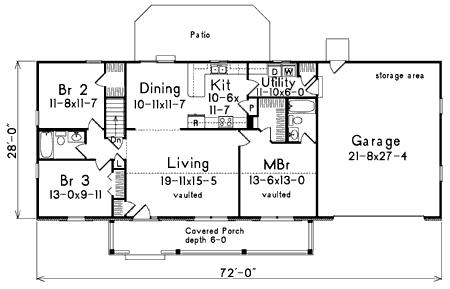 Patio
Br 2
11-8x11-7
Dining
10-11x11-7
Kit
10-6x
11-7
D W
Utility
11-10x6-0
P
R
storage area
Garage
21-8x27-4
Dn
L
Br 3
13-0x9-11
Living
19-11x15-5
vaulted
MBr
13-6x13-0
vaulted
Covered Porch
depth 6-0
28'-0"
72'-0"